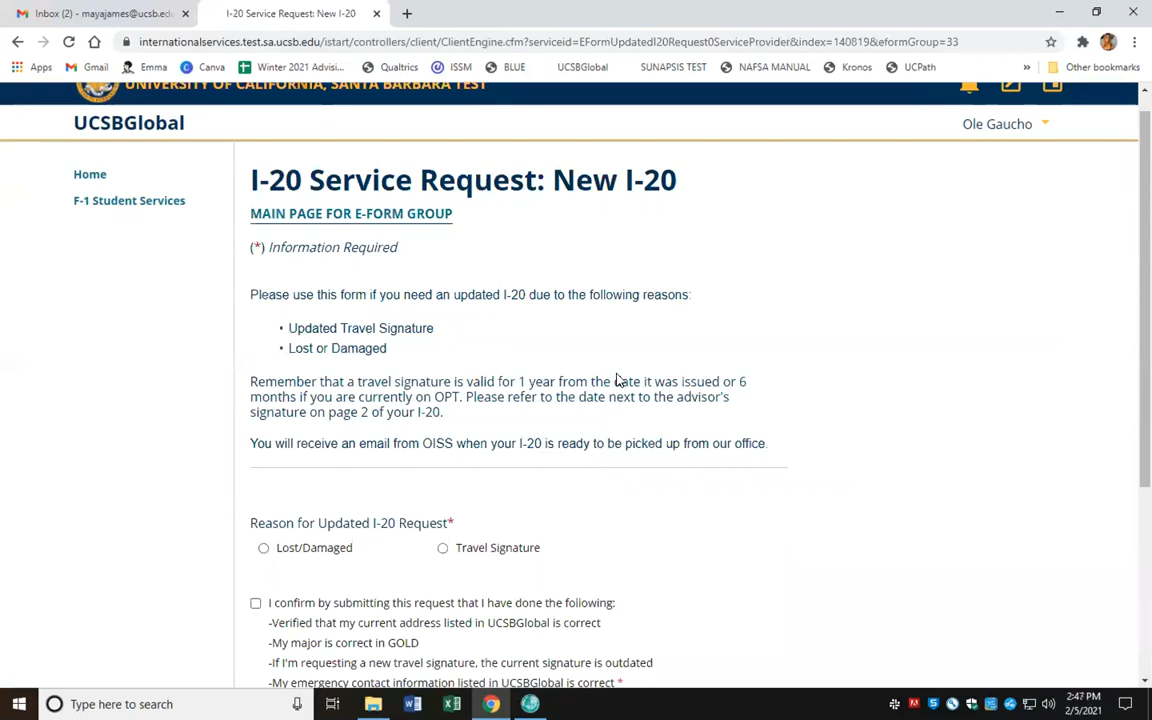 Inbox (2) - mayajames@ucsb.ed
I-20 Service Request: New I-20
internationalservices.test.sa.ucsb.edu/istart/controllers/client/ClientEngine.cfm?serviceid=EFormUpdatedI20Request0ServiceProvider&index=140819&eformGroup=33
Apps Gmail Emma Canva Winter 2021 Advisi... Qualtrics ISSM BLUE UCSBGlobal SUNAPSIS TEST NAFSA MANUAL Kronos UCPath » Other bookmarks
UNIVERSITY OF CALIFORNIA, SANTA BARBARA TEST
UCSBGlobal
Ole Gaucho
Home
F-1 Student Services
I-20 Service Request: New I-20
MAIN PAGE FOR E-FORM GROUP
(*) Information Required
Please use this form if you need an updated I-20 due to the following reasons:
• Updated Travel Signature
• Lost or Damaged
Remember that a travel signature is valid for 1 year from the date it was issued or 6
months if you are currently on OPT. Please refer to the date next to the advisor's
signature on page 2 of your I-20.
You will receive an email from OISS when your I-20 is ready to be picked up from our office.
Reason for Updated I-20 Request*
Lost/Damaged Travel Signature
I confirm by submitting this request that I have done the following:
-Verified that my current address listed in UCSBGlobal is correct
-My major is correct in GOLD
-If I'm requesting a new travel signature, the current signature is outdated
-My emergency contact information listed in UCSBGlobal is correct *
Type here to search
2:47 PM
2/5/2021